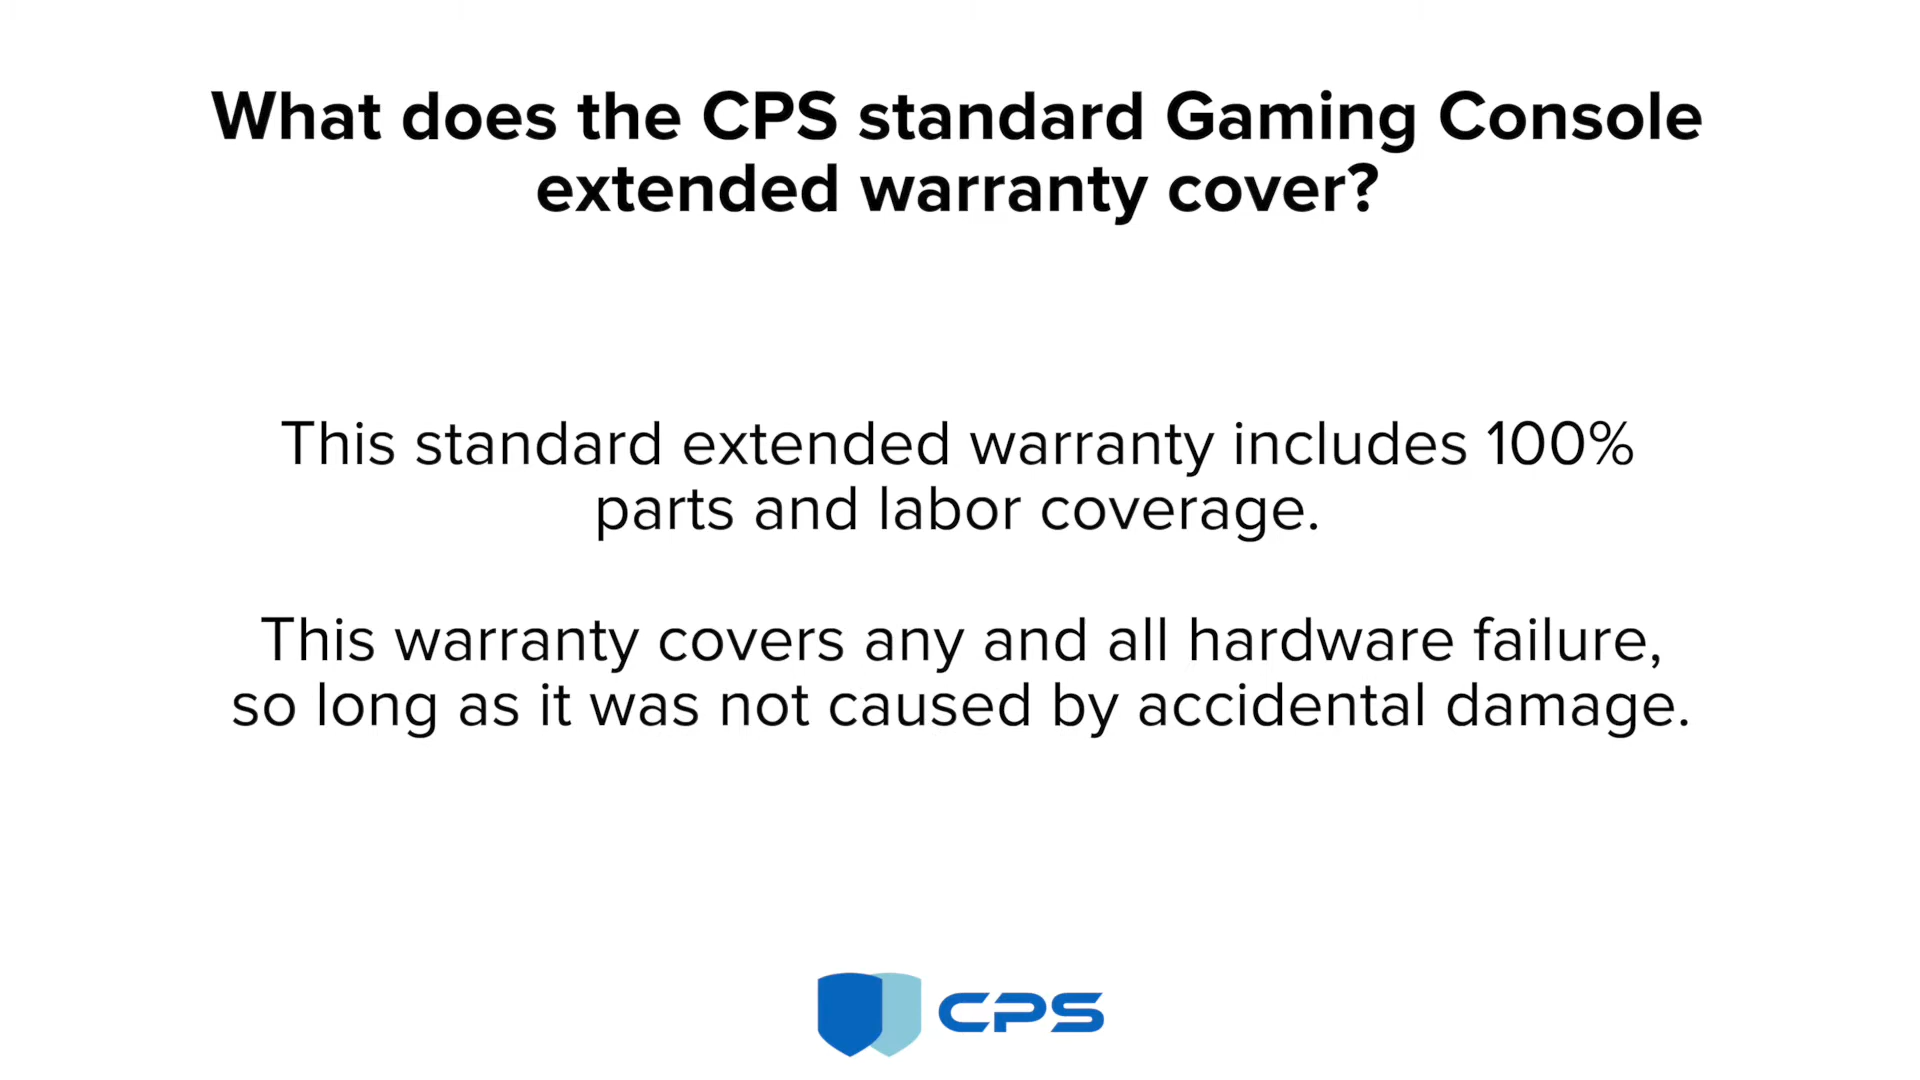 What does the CPS standard Gaming Console
extended warranty cover?
This standard extended warranty includes 100%
parts and labor coverage.
This warranty covers any and all hardware failure,
so long as it was not caused by accidental damage.
CPS